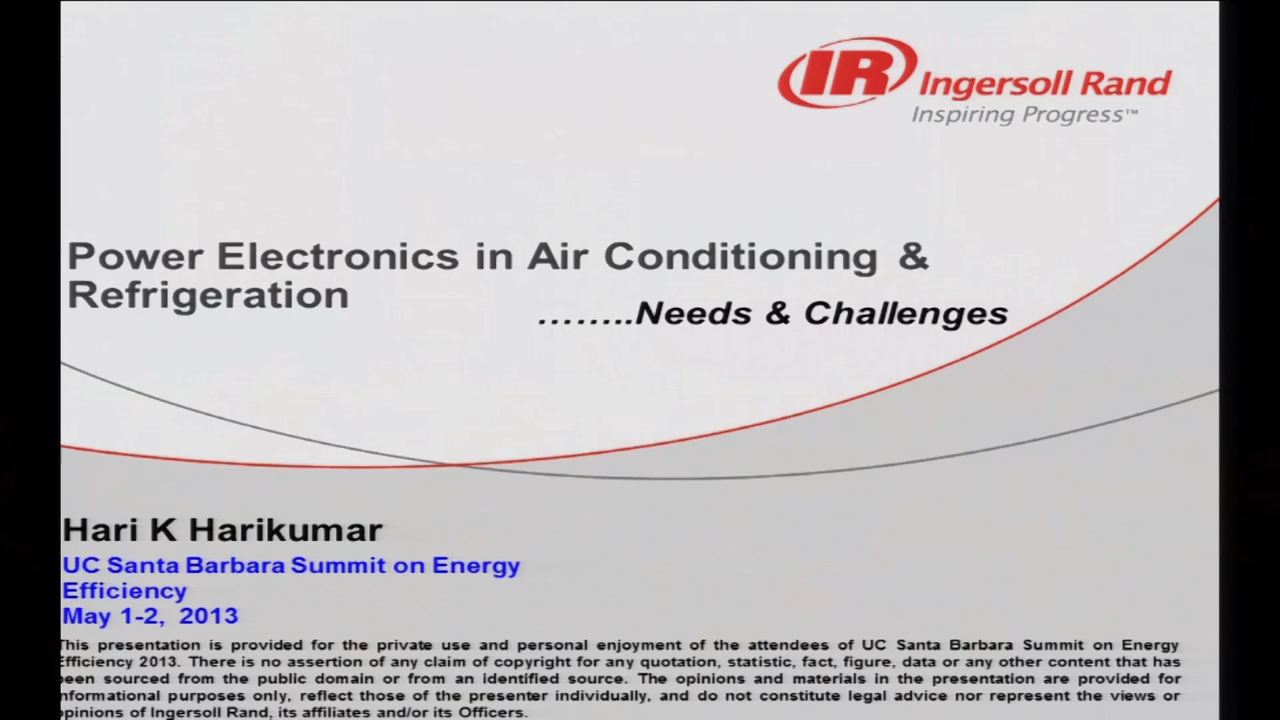 IR Ingersoll Rand
Inspiring Progress™
Power Electronics in Air Conditioning &
Refrigeration
……..Needs & Challenges
Hari K Harikumar
UC Santa Barbara Summit on Energy
Efficiency
May 1-2, 2013
This presentation is provided for the private use and personal enjoyment of the attendees of UC Santa Barbara Summit on Energy
Efficiency 2013. There is no assertion of any claim of copyright for any quotation, statistic, fact, figure, data or any other content that has
been sourced from the public domain or from an identified source. The opinions and materials in the presentation are provided for
informational purposes only, reflect those of the presenter individually, and do not constitute legal advice nor represent the views or
opinions of Ingersoll Rand, its affiliates and/or its Officers.